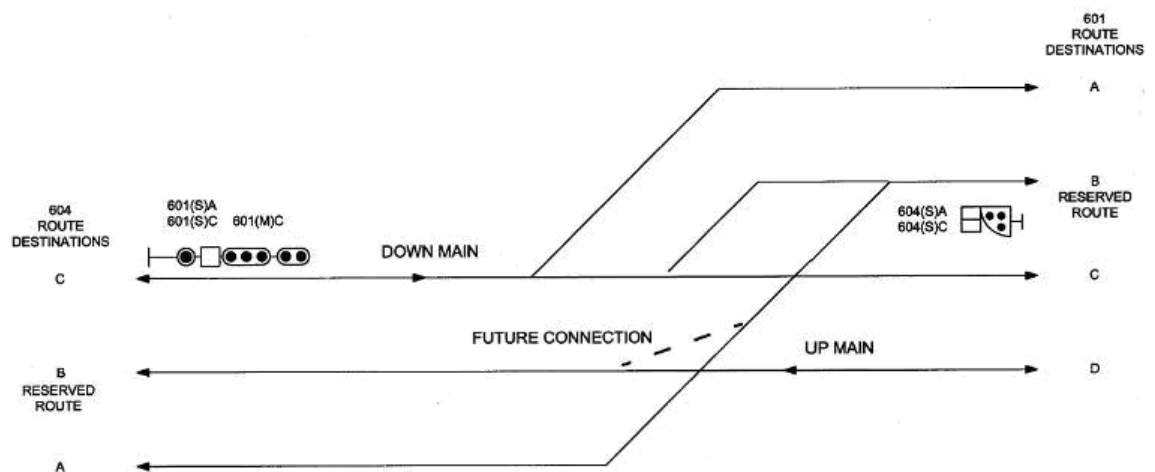 601
ROUTE
DESTINATIONS
A
604
ROUTE
DESTINATIONS
601(S)A
601(S)C 601(M)C
604(S)A
604(S)C
B
RESERVED
ROUTE
DOWN MAIN
C
C
FUTURE CONNECTION
UP MAIN
B
RESERVED
ROUTE
D
A